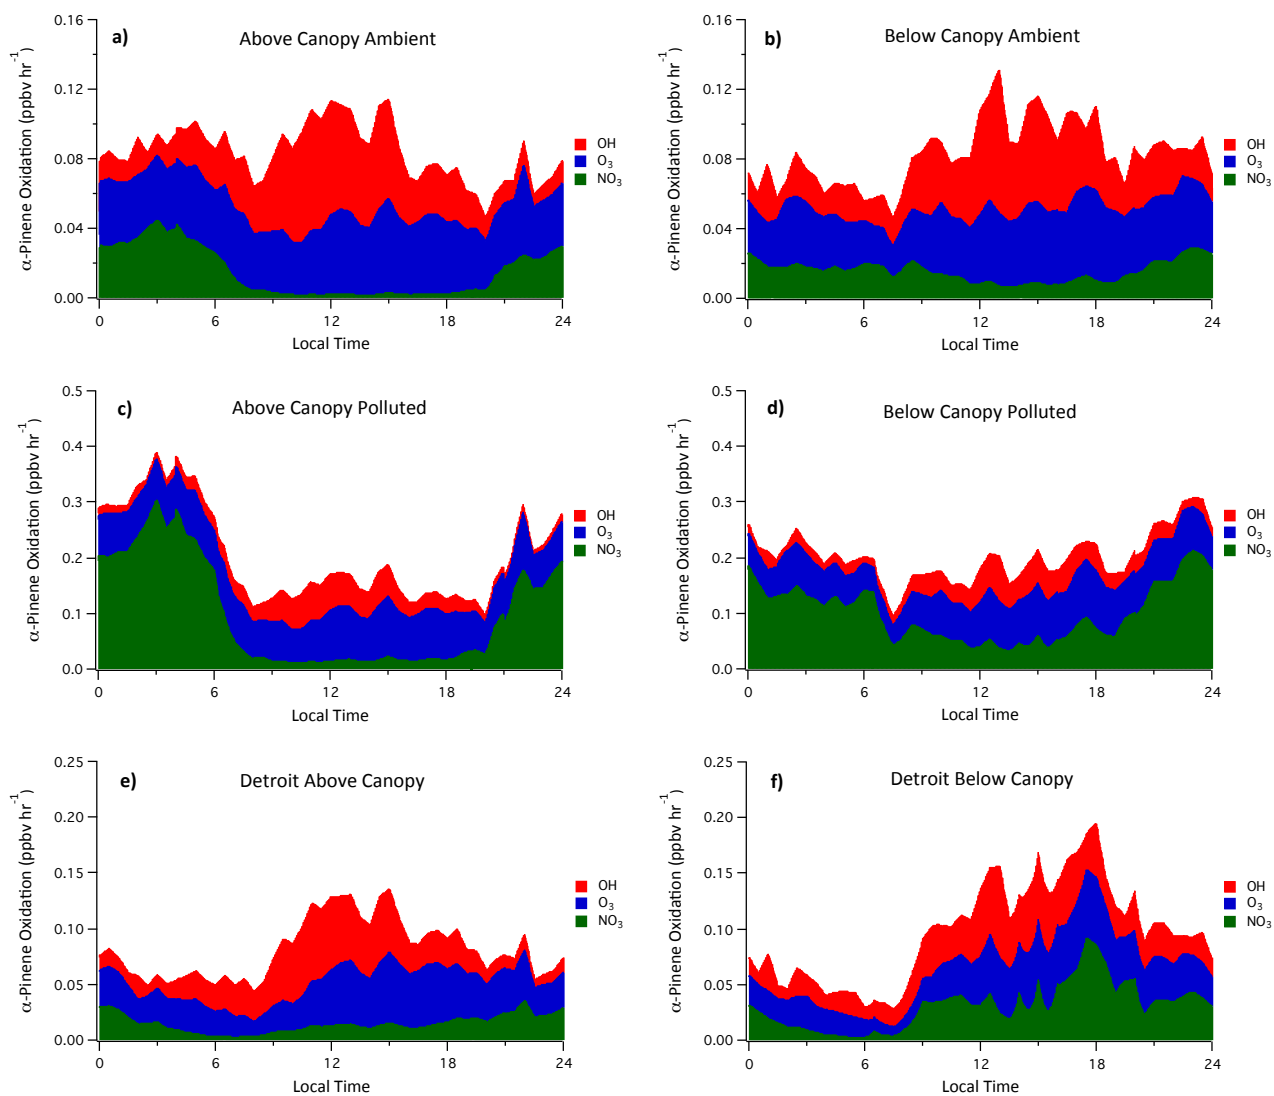 a)
Above Canopy Ambient
α-Pinene Oxidation (ppbv hr⁻¹)
0.16
0.12
0.08
0.04
0.00
0 6 12 18 24
Local Time
OH
O₃
NO₃
b)
Below Canopy Ambient
α-Pinene Oxidation (ppbv hr⁻¹)
0.16
0.12
0.08
0.04
0.00
0 6 12 18 24
Local Time
OH
O₃
NO₃
c)
Above Canopy Polluted
α-Pinene Oxidation (ppbv hr⁻¹)
0.5
0.4
0.3
0.2
0.1
0.0
0 6 12 18 24
Local Time
OH
O₃
NO₃
d)
Below Canopy Polluted
α-Pinene Oxidation (ppbv hr⁻¹)
0.5
0.4
0.3
0.2
0.1
0.0
0 6 12 18 24
Local Time
OH
O₃
NO₃
e)
Detroit Above Canopy
α-Pinene Oxidation (ppbv hr⁻¹)
0.25
0.20
0.15
0.10
0.05
0.00
0 6 12 18 24
Local Time
OH
O₃
NO₃
f)
Detroit Below Canopy
α-Pinene Oxidation (ppbv hr⁻¹)
0.25
0.20
0.15
0.10
0.05
0.00
0 6 12 18 24
Local Time
OH
O₃
NO₃